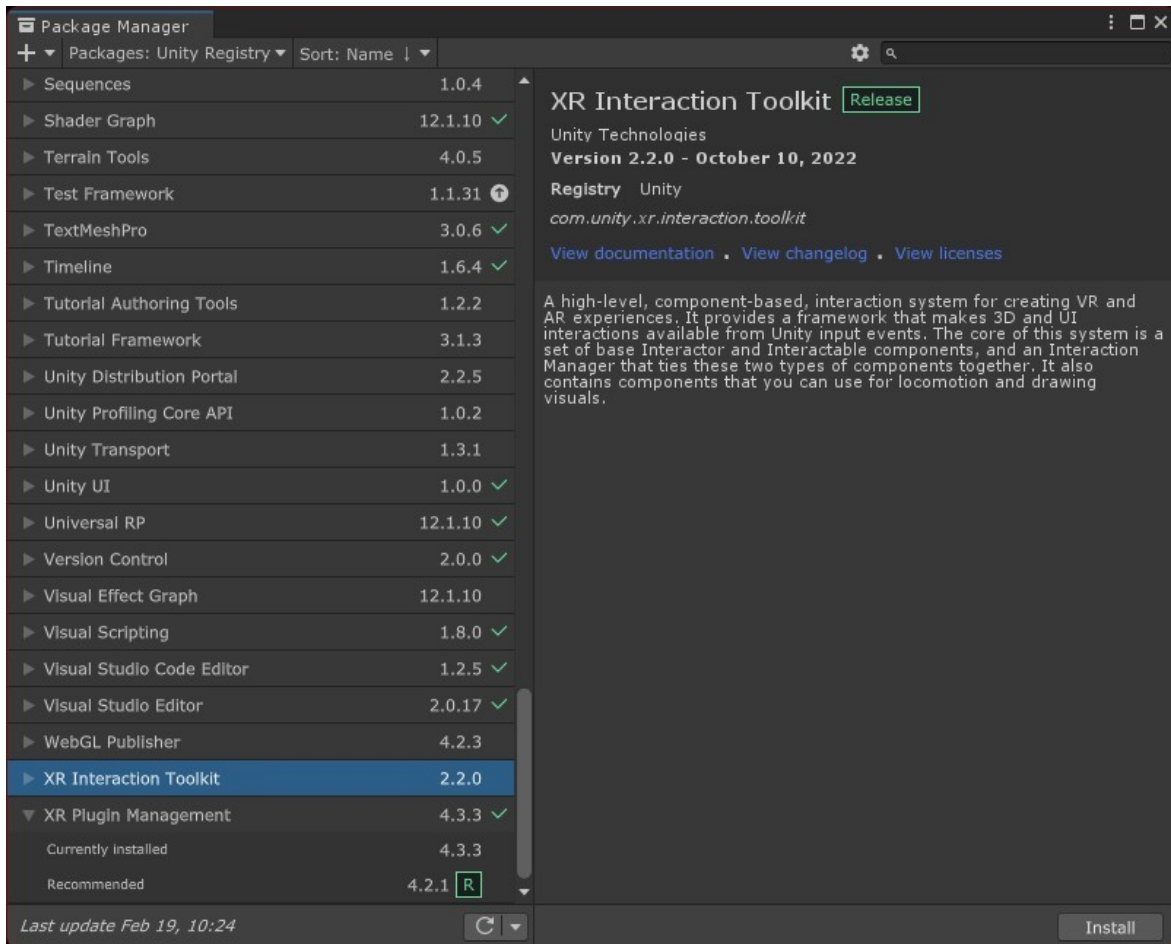 Package Manager
Packages: Unity Registry Sort: Name ↓
Sequences 1.0.4
Shader Graph 12.1.10
Terrain Tools 4.0.5
Test Framework 1.1.31
TextMeshPro 3.0.6
Timeline 1.6.4
Tutorial Authoring Tools 1.2.2
Tutorial Framework 3.1.3
Unity Distribution Portal 2.2.5
Unity Profiling Core API 1.0.2
Unity Transport 1.3.1
Unity UI 1.0.0
Universal RP 12.1.10
Version Control 2.0.0
Visual Effect Graph 12.1.10
Visual Scripting 1.8.0
Visual Studio Code Editor 1.2.5
Visual Studio Editor 2.0.17
WebGL Publisher 4.2.3
XR Interaction Toolkit 2.2.0
XR Plugin Management 4.3.3
Currently installed 4.3.3
Recommended 4.2.1 R
Last update Feb 19, 10:24
XR Interaction Toolkit Release
Unity Technologies
Version 2.2.0 - October 10, 2022
Registry Unity
com.unity.xr.interaction.toolkit
View documentation . View changelog . View licenses
A high-level, component-based, interaction system for creating VR and
AR experiences. It provides a framework that makes 3D and UI
interactions available from Unity input events. The core of this system is a
set of base Interactor and Interactable components, and an Interaction
Manager that ties these two types of components together. It also
contains components that you can use for locomotion and drawing
visuals.
Install